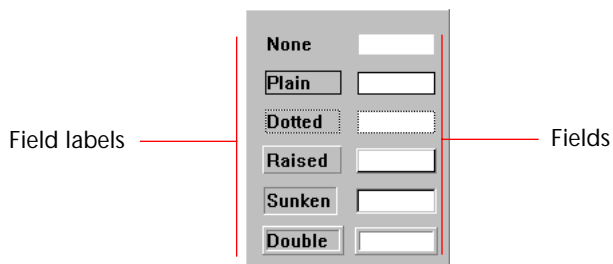 None
Plain
Dotted
Field labels
Fields
Raised
Sunken
Double